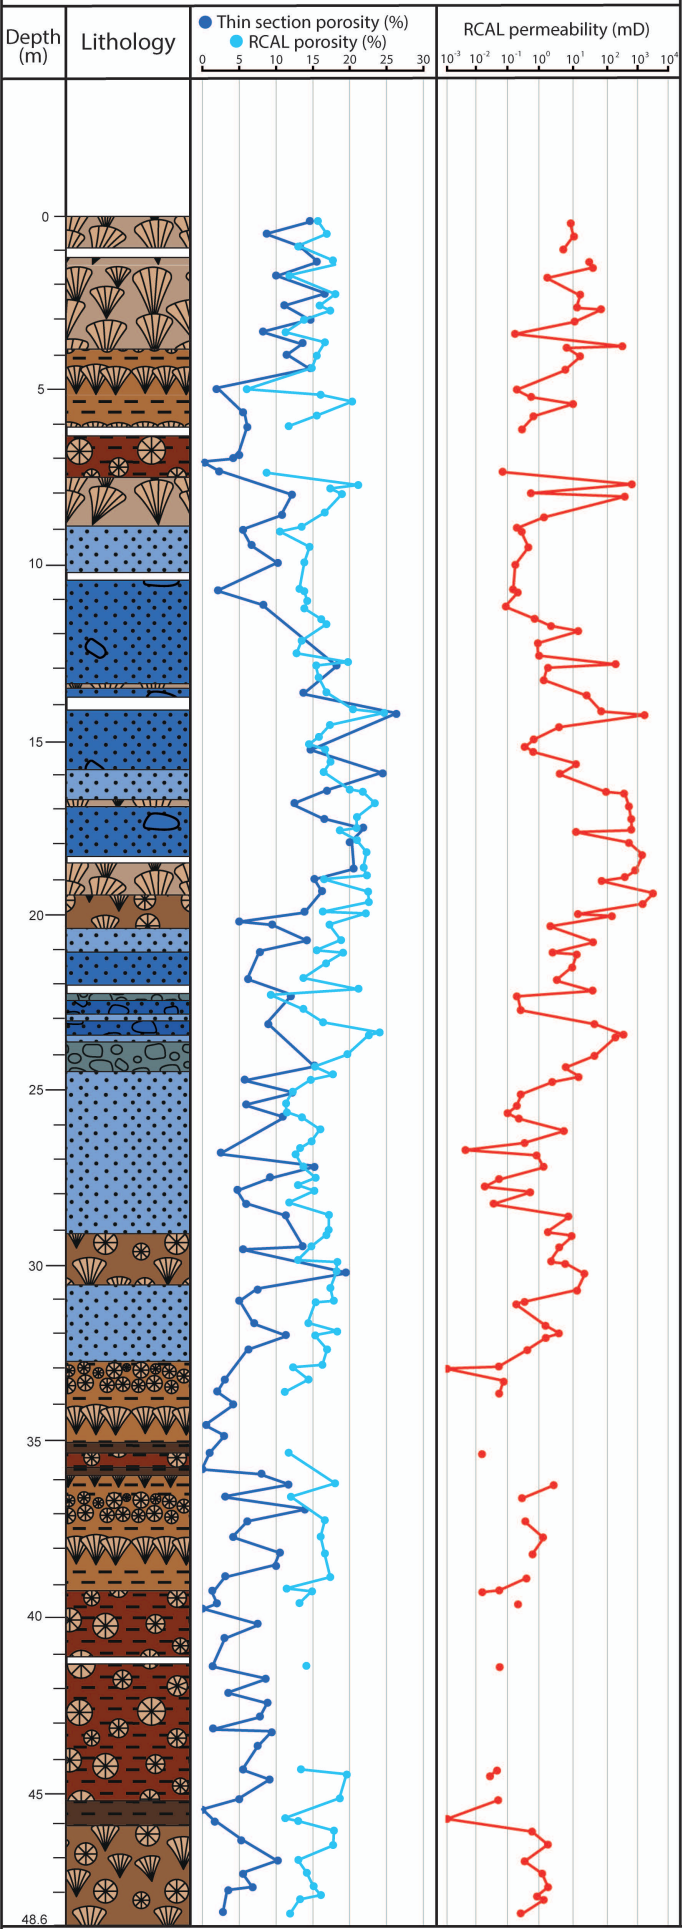 Depth
(m)
Lithology
Thin section porosity (%)
RCAL porosity (%)
0 5 10 15 20 25 30
RCAL permeability (mD)
10⁻³ 10⁻² 10⁻¹ 10⁰ 10¹ 10² 10³ 10⁴
0
5
10
15
20
25
30
35
40
45
48.6